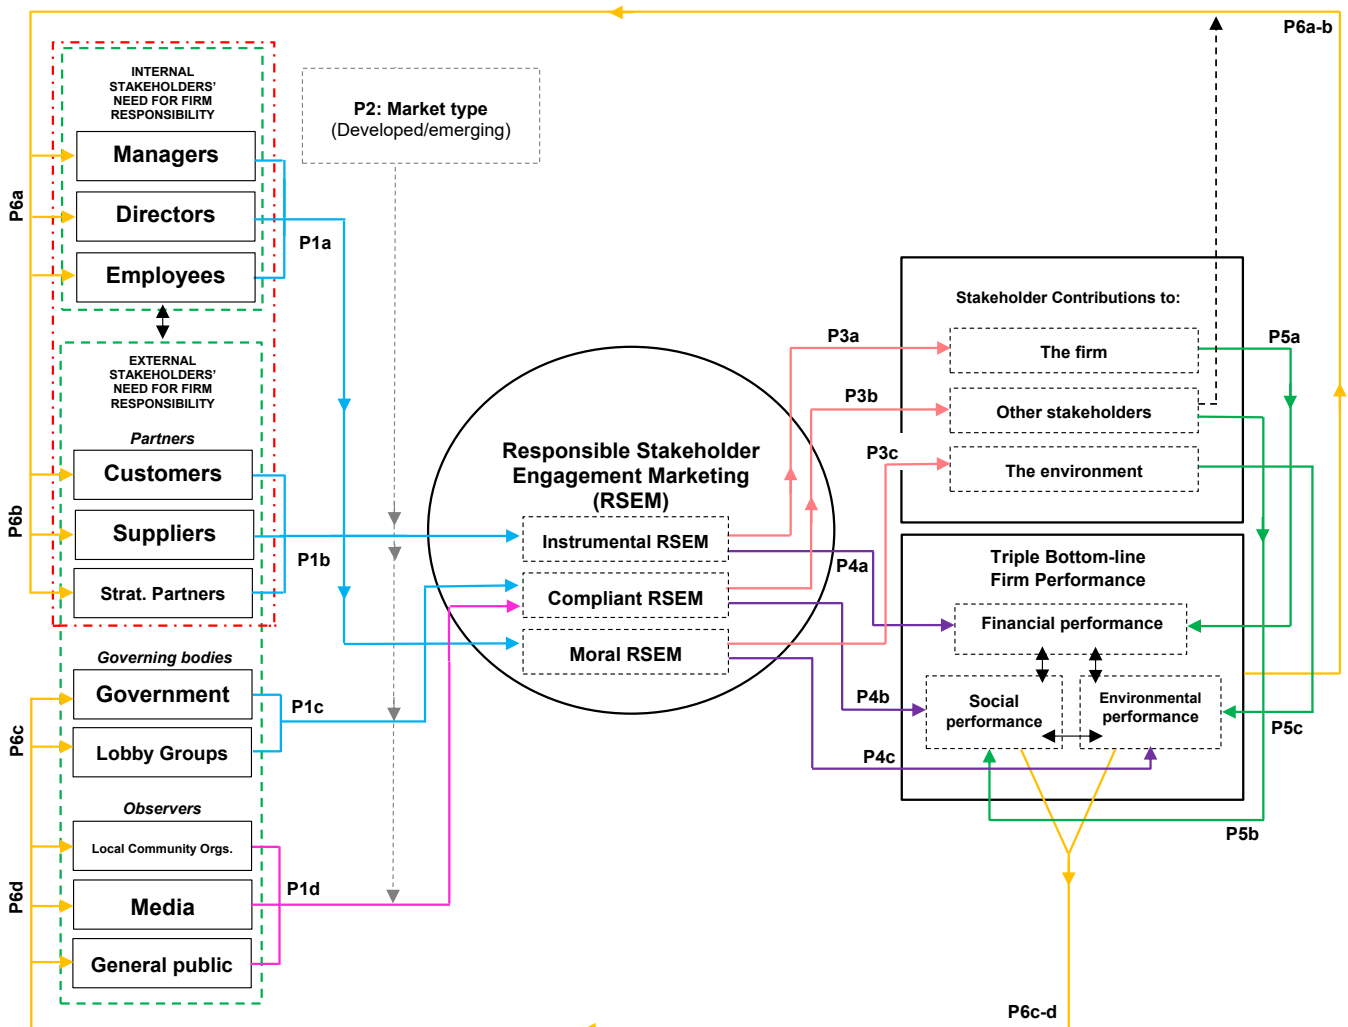 P6a-b
INTERNAL
STAKEHOLDERS'
NEED FOR FIRM
RESPONSIBILITY
Managers
Directors
Employees
P6a
P1a
P2: Market type
(Developed/emerging)
EXTERNAL
STAKEHOLDERS'
NEED FOR FIRM
RESPONSIBILITY
Partners
Customers
Suppliers
Strat. Partners
P6b
P1b
Governing bodies
Government
Lobby Groups
P6c
P1c
Observers
Local Community Orgs.
Media
General public
P6d
P1d
Responsible Stakeholder
Engagement Marketing
(RSEM)
Instrumental RSEM
Compliant RSEM
Moral RSEM
P3a
P3b
P3c
P4a
P4b
P4c
Stakeholder Contributions to:
The firm
Other stakeholders
The environment
P5a
Triple Bottom-line
Firm Performance
Financial performance
Social
performance
Environmental
performance
P5c
P5b
P6c-d